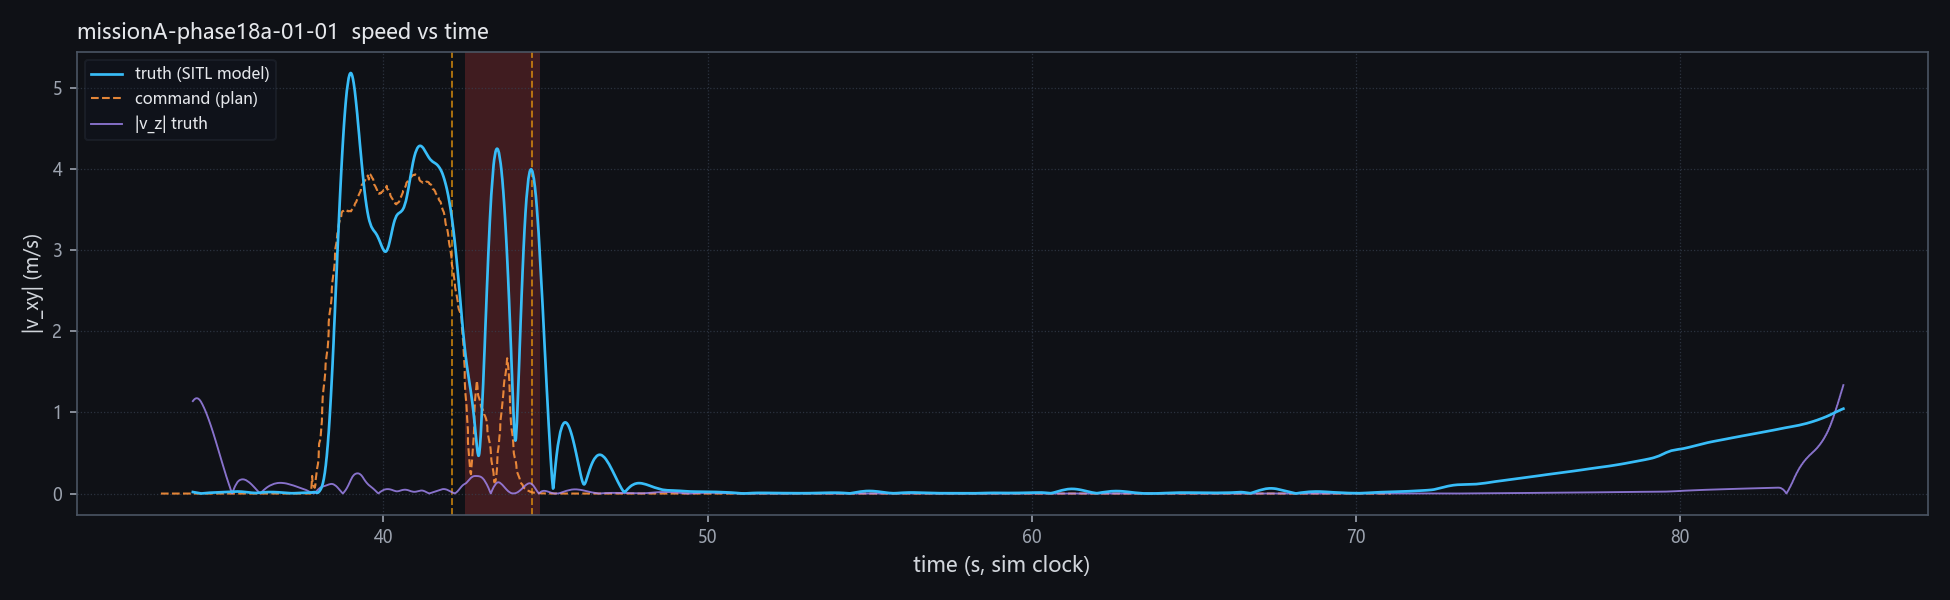 missionA-phase18a-01-01  speed vs time
truth (SITL model)
command (plan)
|v_z| truth
|v_xy| (m/s)
5
4
3
2
1
0
40
50
60
70
80
time (s, sim clock)